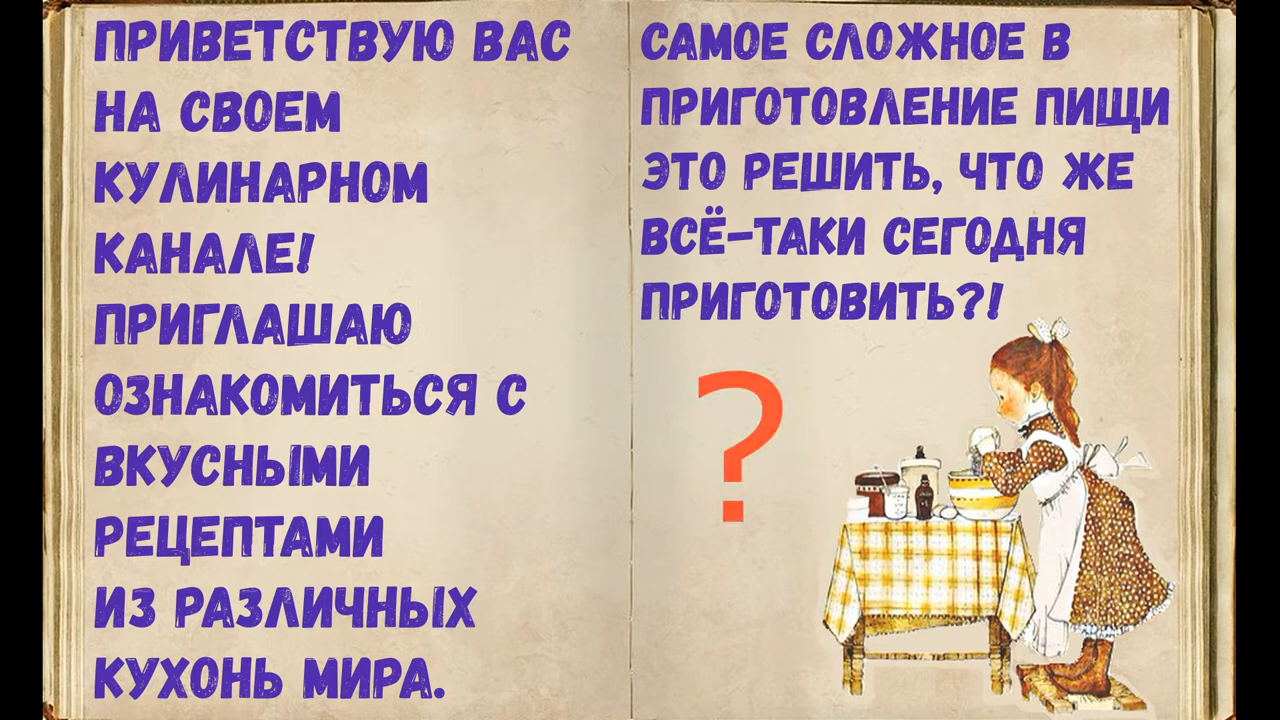 ПРИВЕТСТВУЮ ВАС
НА СВОЕМ
КУЛИНАРНОМ
КАНАЛЕ!
ПРИГЛАШАЮ
ОЗНАКОМИТЬСЯ С
ВКУСНЫМИ
РЕЦЕПТАМИ
ИЗ РАЗЛИЧНЫХ
КУХОНЬ МИРА.
САМОЕ СЛОЖНОЕ В
ПРИГОТОВЛЕНИЕ ПИЩИ
ЭТО РЕШИТЬ, ЧТО ЖЕ
ВСЁ-ТАКИ СЕГОДНЯ
ПРИГОТОВИТЬ?!
?